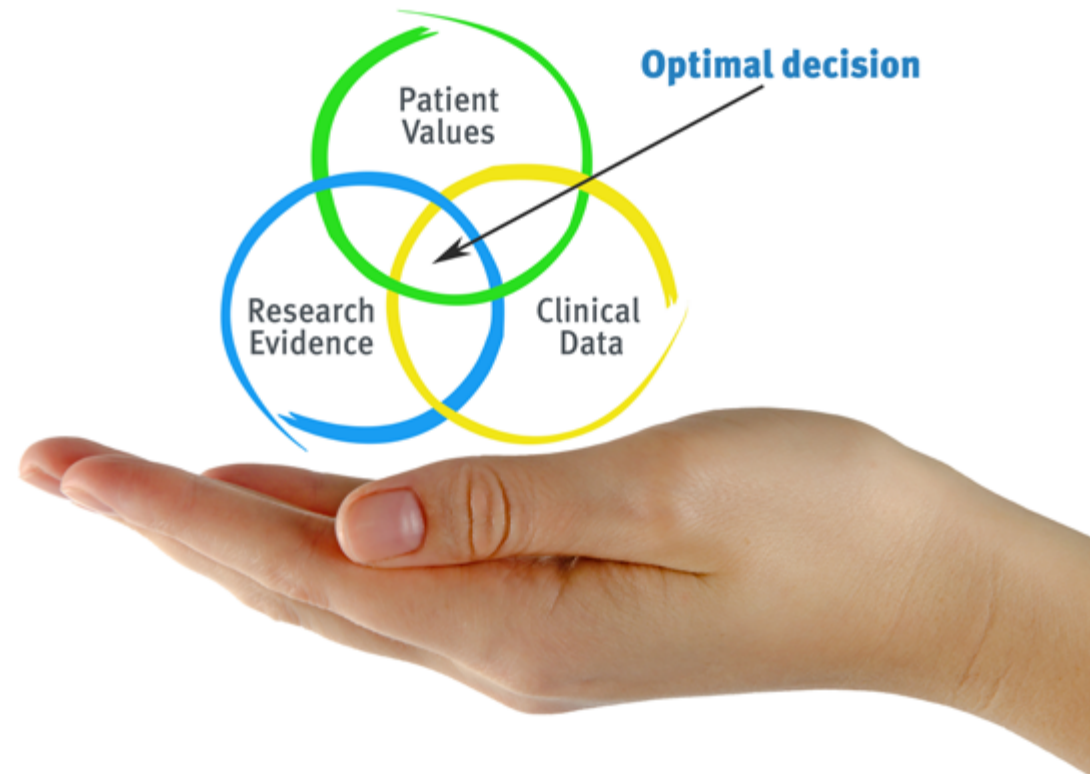 Optimal decision
Patient
Values
Research
Evidence
Clinical
Data